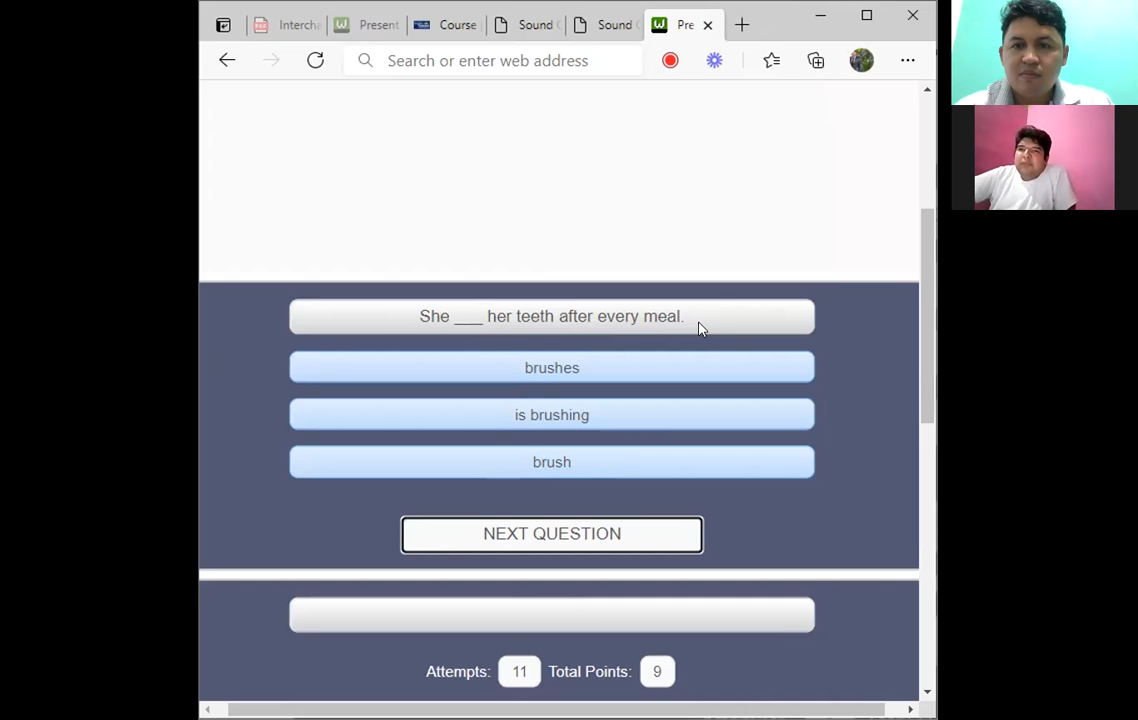 Interch
Present
Course
Sound
Sound
Pre
Search or enter web address
She ___ her teeth after every meal.
brushes
is brushing
brush
NEXT QUESTION
Attempts: 11 Total Points: 9